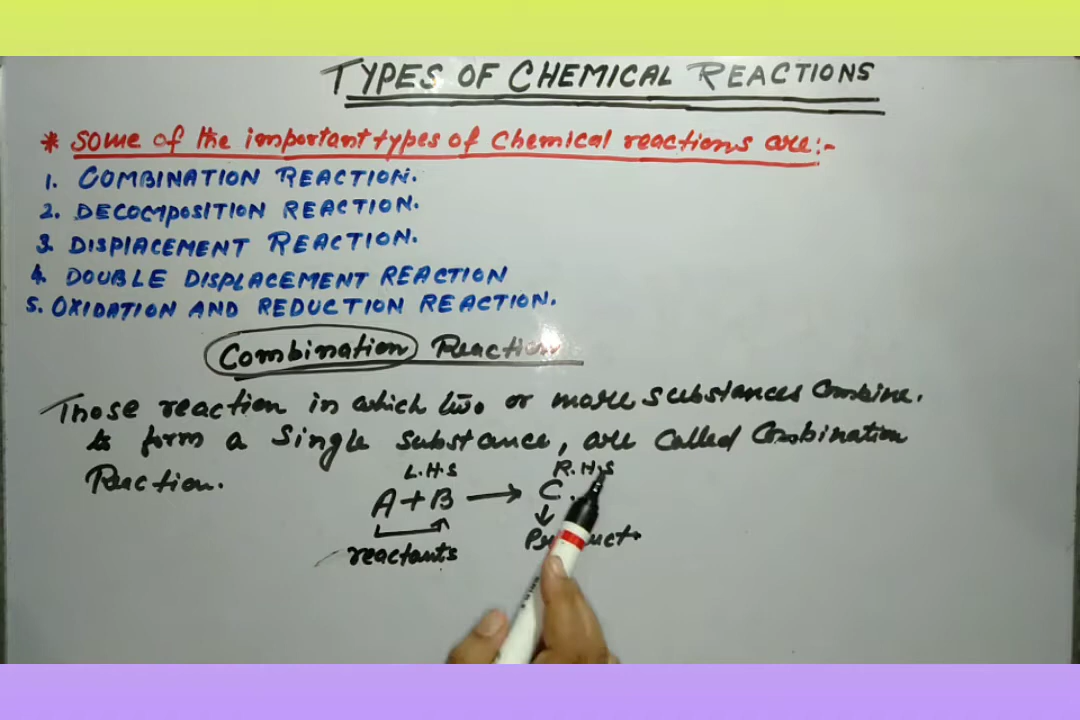 TYPES OF CHEMICAL REACTIONS
* some of the important types of chemical reactions are:-
1. COMBINATION REACTION.
2. DECOMPOSITION REACTION.
3. DISPLACEMENT REACTION.
4. DOUBLE DISPLACEMENT REACTION
5. OXIDATION AND REDUCTION REACTION.
Combination Reaction
Those reaction in which two or more substances combine.
to form a Single substance, are called Combination
Reaction.
L.H.S R.H.S
A+B → C.
↓
reactants